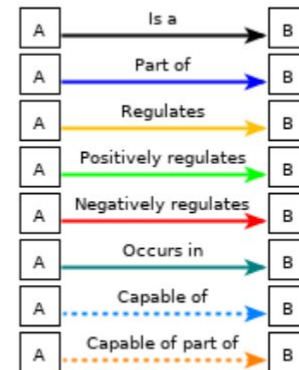 Is a
A B
Part of
A B
Regulates
A B
Positively regulates
A B
Negatively regulates
A B
Occurs in
A B
Capable of
A B
Capable of part of
A B